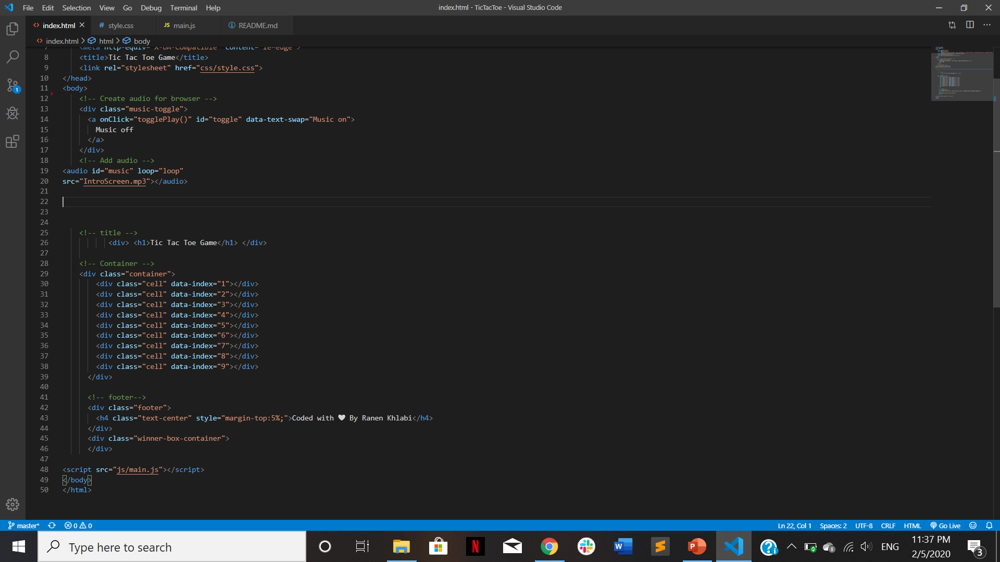 File Edit Selection View Go Debug Terminal Help
index.html - TicTacToe - Visual Studio Code
index.html # style.css JS main.js README.md
index.html > html > body
7 <meta http-equiv="X-UA-Compatible" content="ie=edge">
8 <title>Tic Tac Toe Game</title>
9 <link rel="stylesheet" href="css/style.css">
10 </head>
11 <body>
12 <!-- Create audio for browser -->
13 <div class="music-toggle">
14 <a onClick="togglePlay()" id="toggle" data-text-swap="Music on">
15 Music off
16 </a>
17 </div>
18 <!-- Add audio -->
19 <audio id="music" loop="loop"
20 src="IntroScreen.mp3"></audio>
21
22
23
24
25 <!-- title -->
26 <div> <h1>Tic Tac Toe Game</h1> </div>
27
28 <!-- Container -->
29 <div class="container">
30 <div class="cell" data-index="1"></div>
31 <div class="cell" data-index="2"></div>
32 <div class="cell" data-index="3"></div>
33 <div class="cell" data-index="4"></div>
34 <div class="cell" data-index="5"></div>
35 <div class="cell" data-index="6"></div>
36 <div class="cell" data-index="7"></div>
37 <div class="cell" data-index="8"></div>
38 <div class="cell" data-index="9"></div>
39 </div>
40
41 <!-- footer-->
42 <div class="footer">
43 <h4 class="text-center" style="margin-top:5%;">Coded with 🖤 By Ranen Khlabi</h4>
44 </div>
45 <div class="winner-box-container">
46 </div>
47
48 <script src="js/main.js"></script>
49 </body>
50 </html>
1
master* 0 0
Ln 22, Col 1 Spaces: 2 UTF-8 CRLF HTML Go Live
Type here to search
ENG
11:37 PM
2/5/2020
3